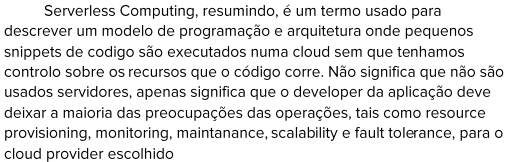 Serverless Computing, resumindo, é um termo usado para
descrever um modelo de programação e arquitetura onde pequenos
snippets de codigo são executados numa cloud sem que tenhamos
controlo sobre os recursos que o código corre. Não significa que não são
usados servidores, apenas significa que o developer da aplicação deve
deixar a maioria das preocupações das operações, tais como resource
provisioning, monitoring, maintanance, scalability e fault tolerance, para o
cloud provider escolhido